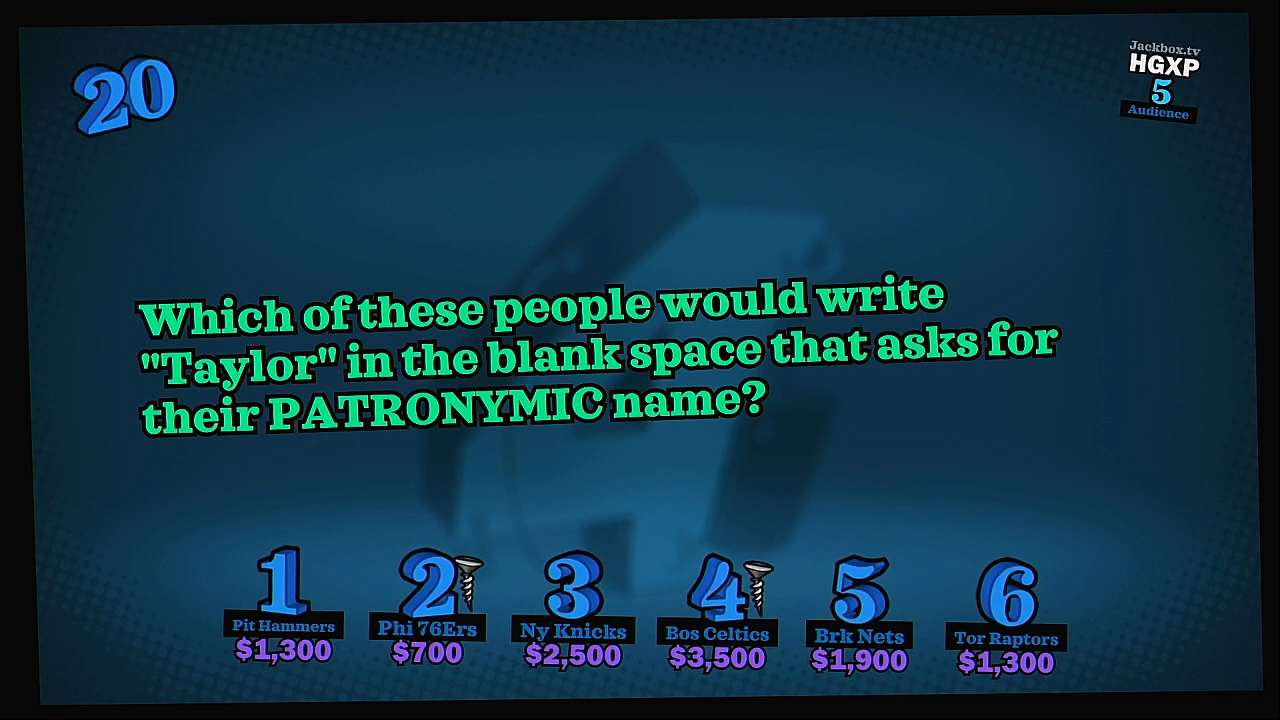 20
Jackbox.tv
HGXP
5
Audience
Which of these people would write
"Taylor" in the blank space that asks for
their PATRONYMIC name?
1
2
3
4
5
6
Pit Hammers
Phi 76Ers
Ny Knicks
Bos Celtics
Brk Nets
Tor Raptors
$1,300
$700
$2,500
$3,500
$1,900
$1,300